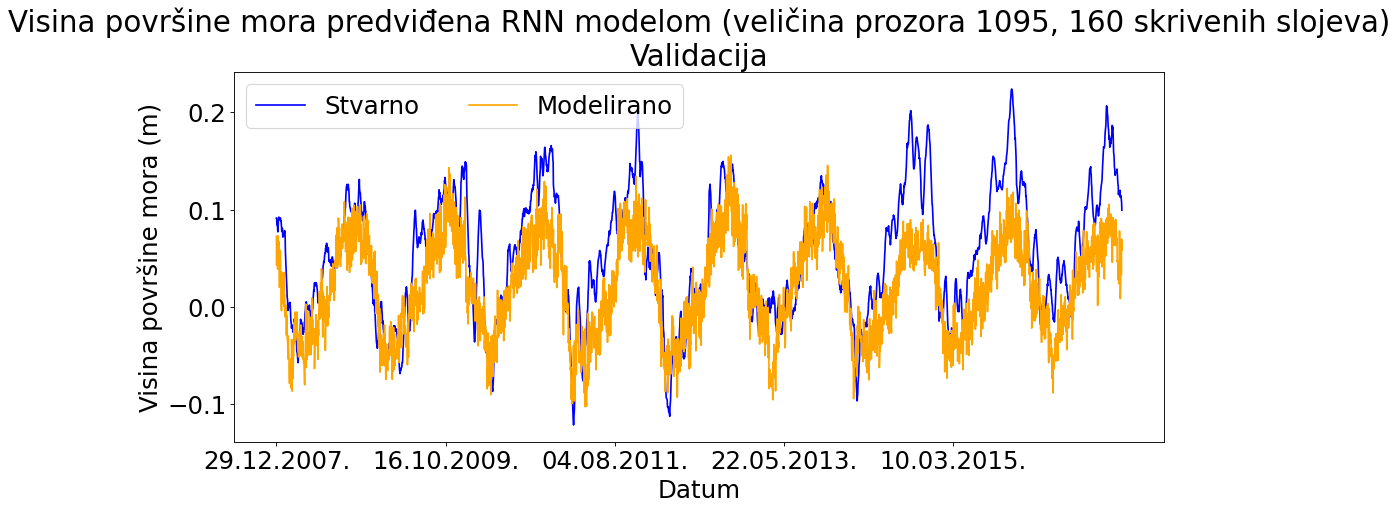 Visina površine mora predviđena RNN modelom (veličina prozora 1095, 160 skrivenih slojeva)
Validacija
Stvarno Modelirano
Visina površine mora (m)
0.2
0.1
0.0
−0.1
29.12.2007. 16.10.2009. 04.08.2011. 22.05.2013. 10.03.2015.
Datum